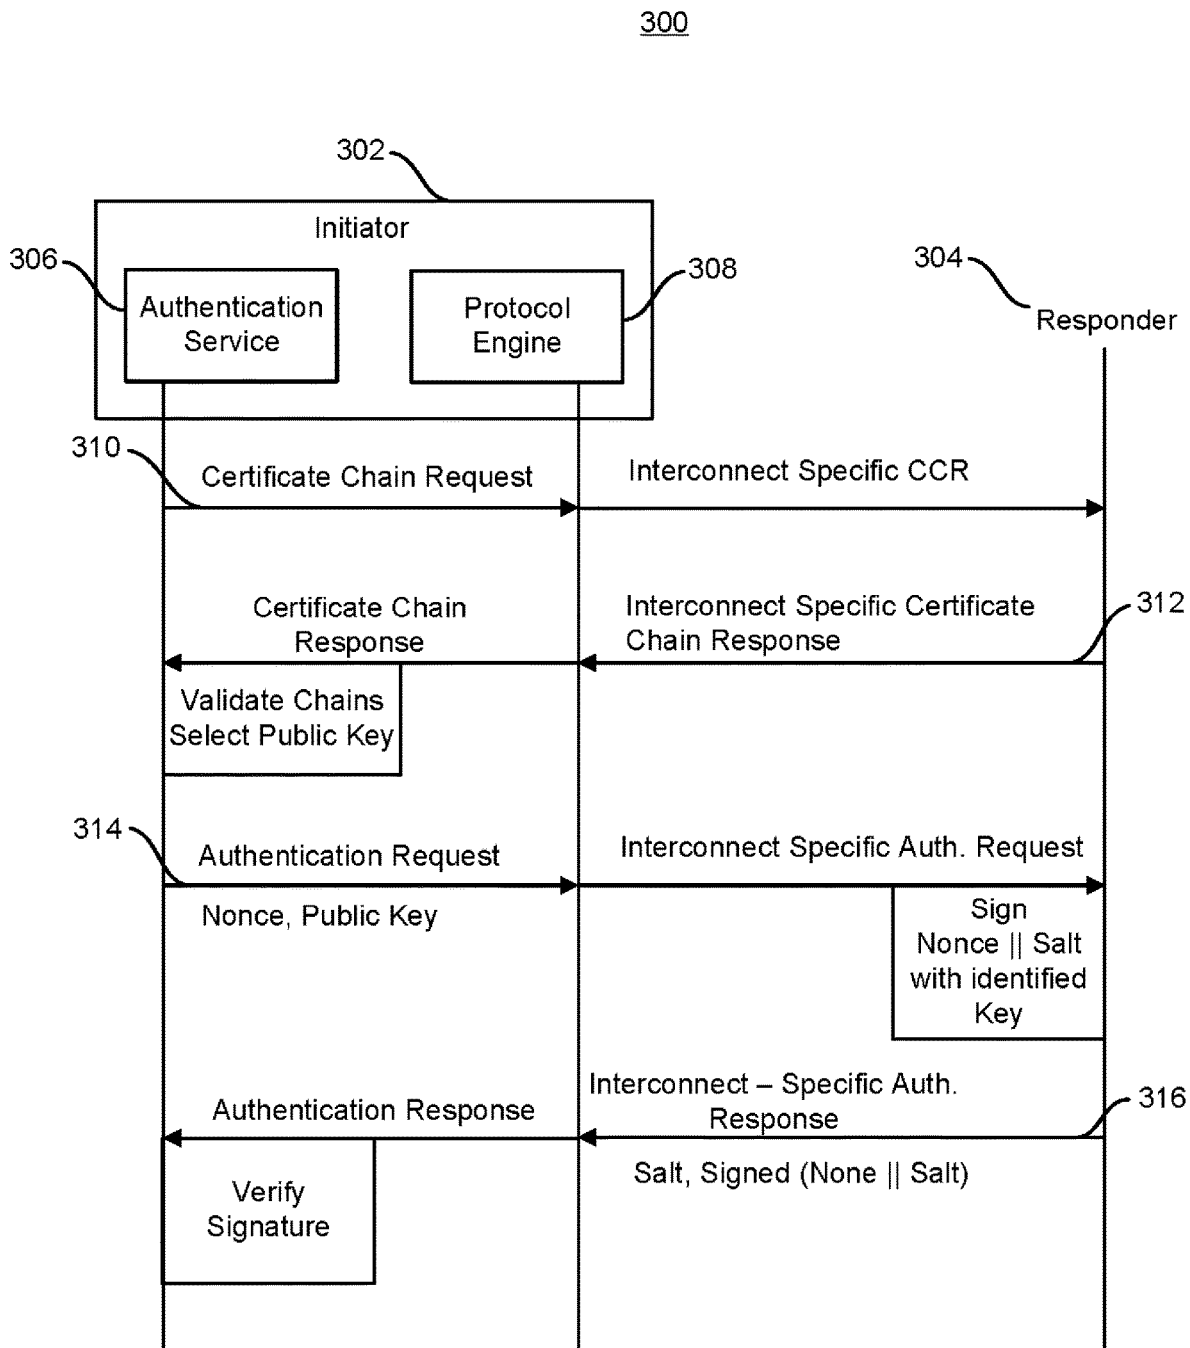 300
302
Initiator
306
308
304
Authentication
Service
Protocol
Engine
Responder
310
Certificate Chain Request
Interconnect Specific CCR
Certificate Chain
Response
Interconnect Specific Certificate
Chain Response
312
Validate Chains
Select Public Key
314
Authentication Request
Interconnect Specific Auth. Request
Nonce, Public Key
Sign
Nonce || Salt
with identified
Key
Authentication Response
Interconnect – Specific Auth.
Response
316
Salt, Signed (None || Salt)
Verify
Signature